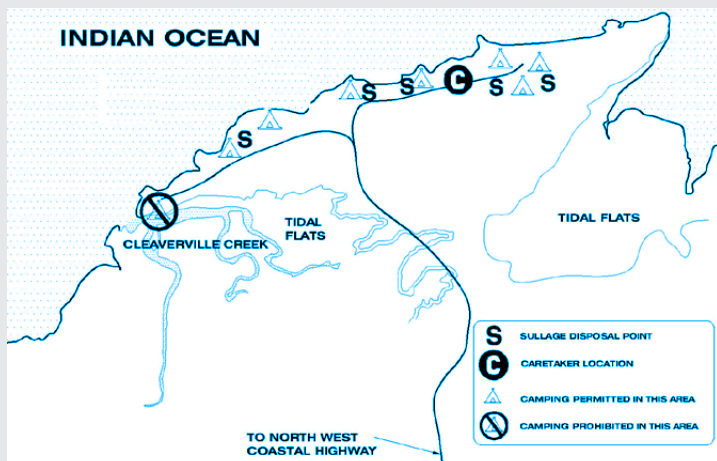 INDIAN OCEAN
C
S
S
S
S
S
TIDAL
FLATS
TIDAL FLATS
CLEAVERVILLE CREEK
S SULLAGE DISPOSAL POINT
C CARETAKER LOCATION
CAMPING PERMITTED IN THIS AREA
CAMPING PROHIBITED IN THIS AREA
TO NORTH WEST
COASTAL HIGHWAY